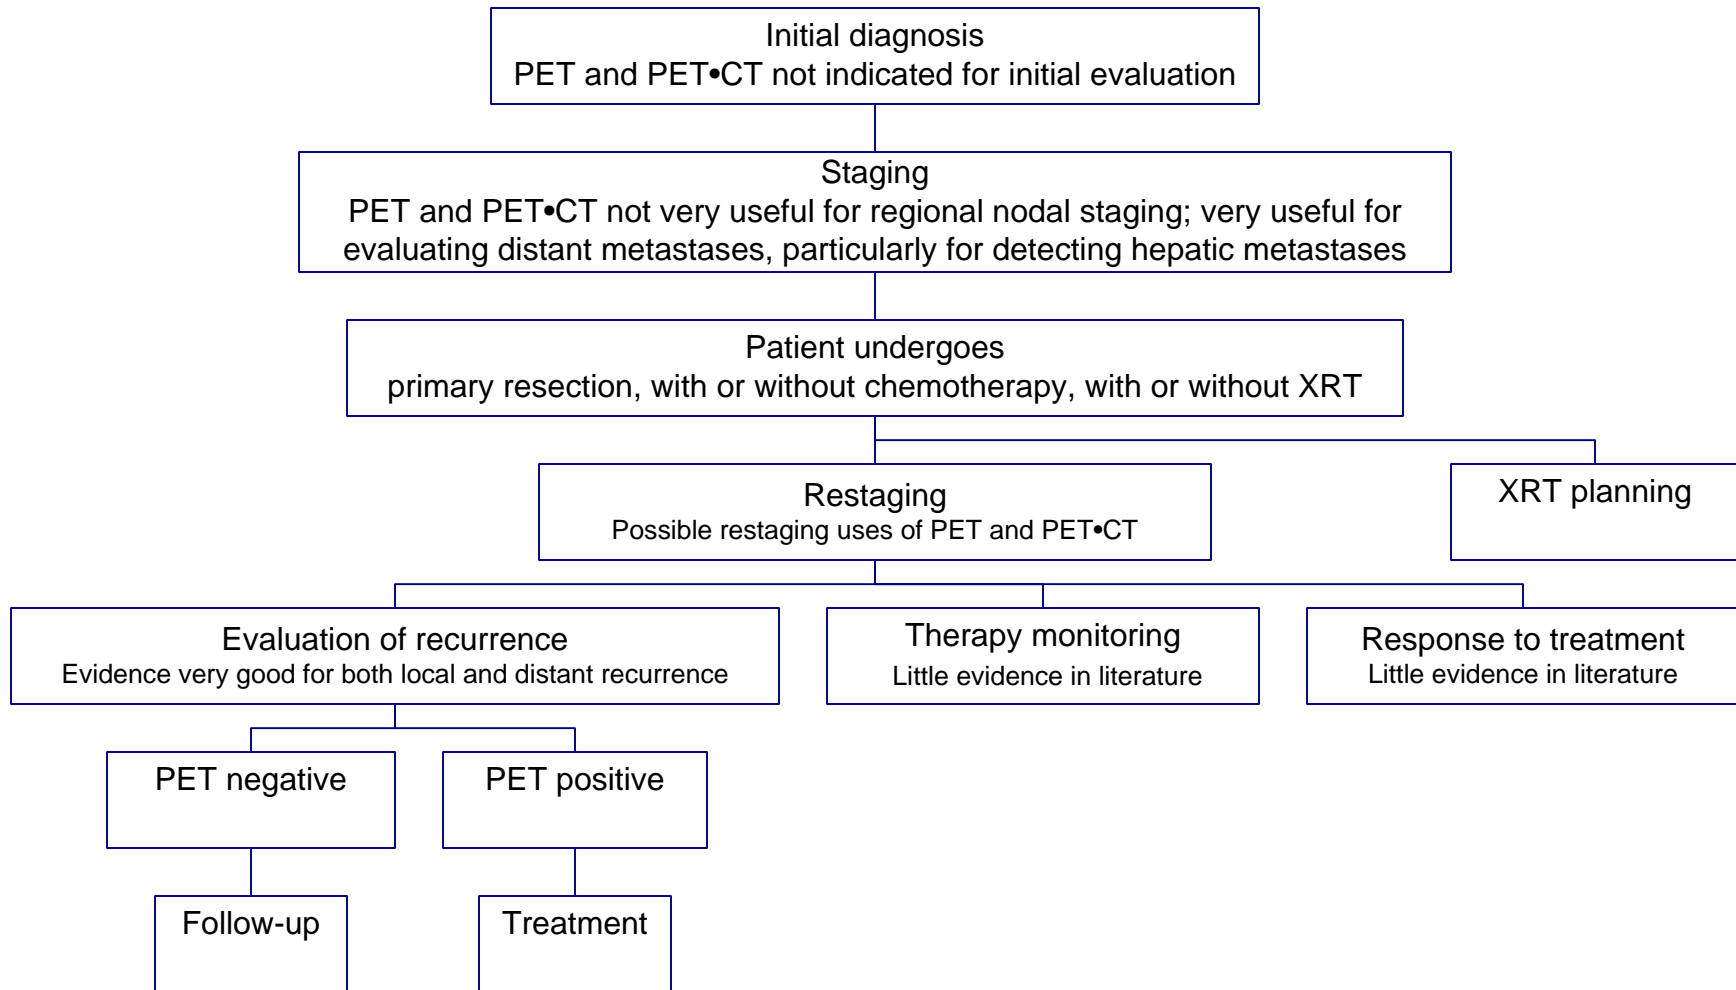 Initial diagnosis
PET and PET•CT not indicated for initial evaluation
Staging
PET and PET•CT not very useful for regional nodal staging; very useful for
evaluating distant metastases, particularly for detecting hepatic metastases
Patient undergoes
primary resection, with or without chemotherapy, with or without XRT
Restaging
Possible restaging uses of PET and PET•CT
XRT planning
Evaluation of recurrence
Evidence very good for both local and distant recurrence
Therapy monitoring
Little evidence in literature
Response to treatment
Little evidence in literature
PET negative
PET positive
Follow-up
Treatment